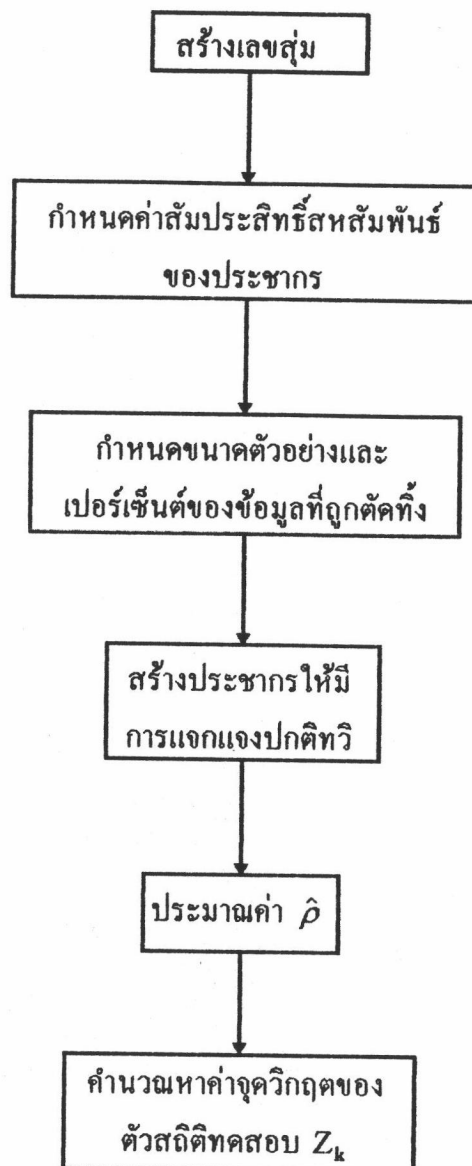 สร้างเลขสุ่ม
กำหนดค่าสัมประสิทธิ์สหสัมพันธ์
ของประชากร
กำหนดขนาดตัวอย่างและ
เปอร์เซ็นต์ของข้อมูลที่ถูกตัดทิ้ง
สร้างประชากรให้มี
การแจกแจงปกติทวิ
ประมาณค่า $\hat{\rho}$
คำนวณหาค่าจุดวิกฤตของ
ตัวสถิติทดสอบ Zₖ